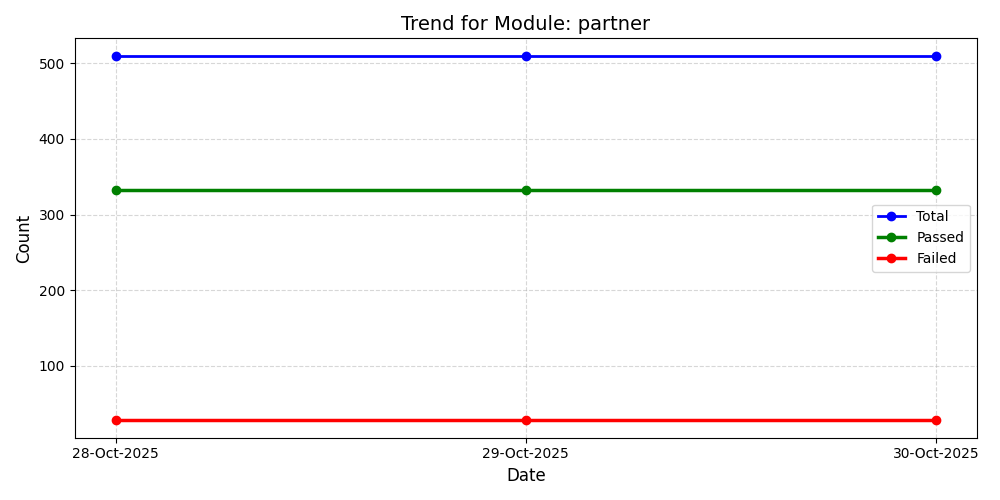 Trend for Module: partner
Count
500
400
300
200
100
Total
Passed
Failed
28-Oct-2025
29-Oct-2025
30-Oct-2025
Date